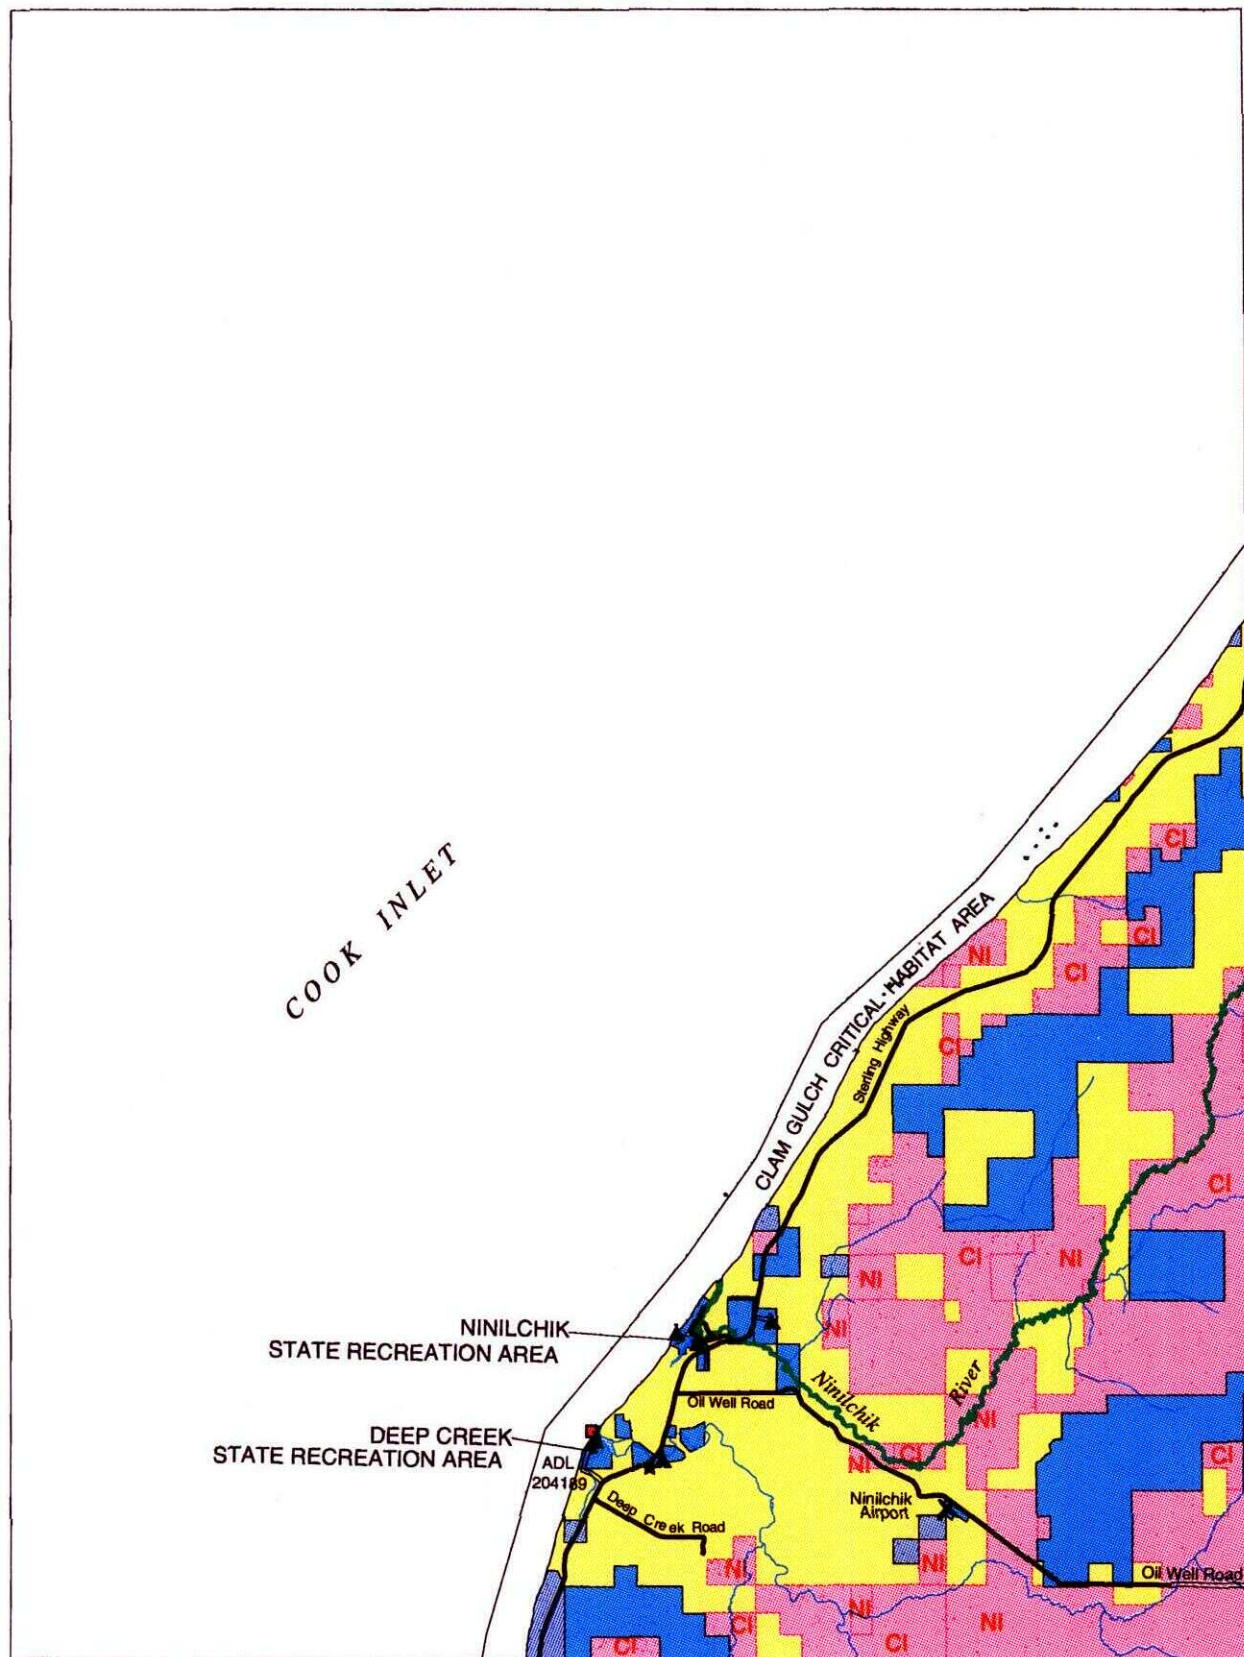 COOK INLET
CLAM GULCH CRITICAL HABITAT AREA
Sterling Highway
CI
CI
CI
NI
CI
CI
CI
NI
NI
NI
NINILCHIK
STATE RECREATION AREA
Ninilchik
River
Oil Well Road
NI
DEEP CREEK
STATE RECREATION AREA
ADL
204189
CI
NI
CI
Ninilchik
Airport
Deep Creek Road
NI
NI
Oil Well Road
NI
NI
CI
CI
CI